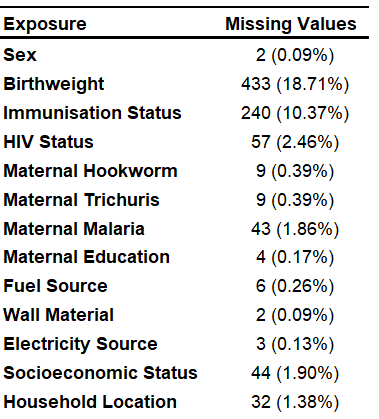 Exposure Missing Values
Sex 2 (0.09%)
Birthweight 433 (18.71%)
Immunisation Status 240 (10.37%)
HIV Status 57 (2.46%)
Maternal Hookworm 9 (0.39%)
Maternal Trichuris 9 (0.39%)
Maternal Malaria 43 (1.86%)
Maternal Education 4 (0.17%)
Fuel Source 6 (0.26%)
Wall Material 2 (0.09%)
Electricity Source 3 (0.13%)
Socioeconomic Status 44 (1.90%)
Household Location 32 (1.38%)